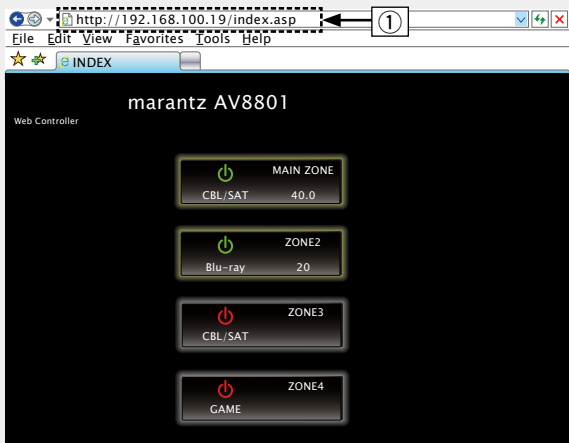 http://192.168.100.19/index.asp
①
File Edit View Favorites Tools Help
INDEX
marantz AV8801
Web Controller
MAIN ZONE
CBL/SAT 40.0
ZONE2
Blu-ray 20
ZONE3
CBL/SAT
ZONE4
GAME